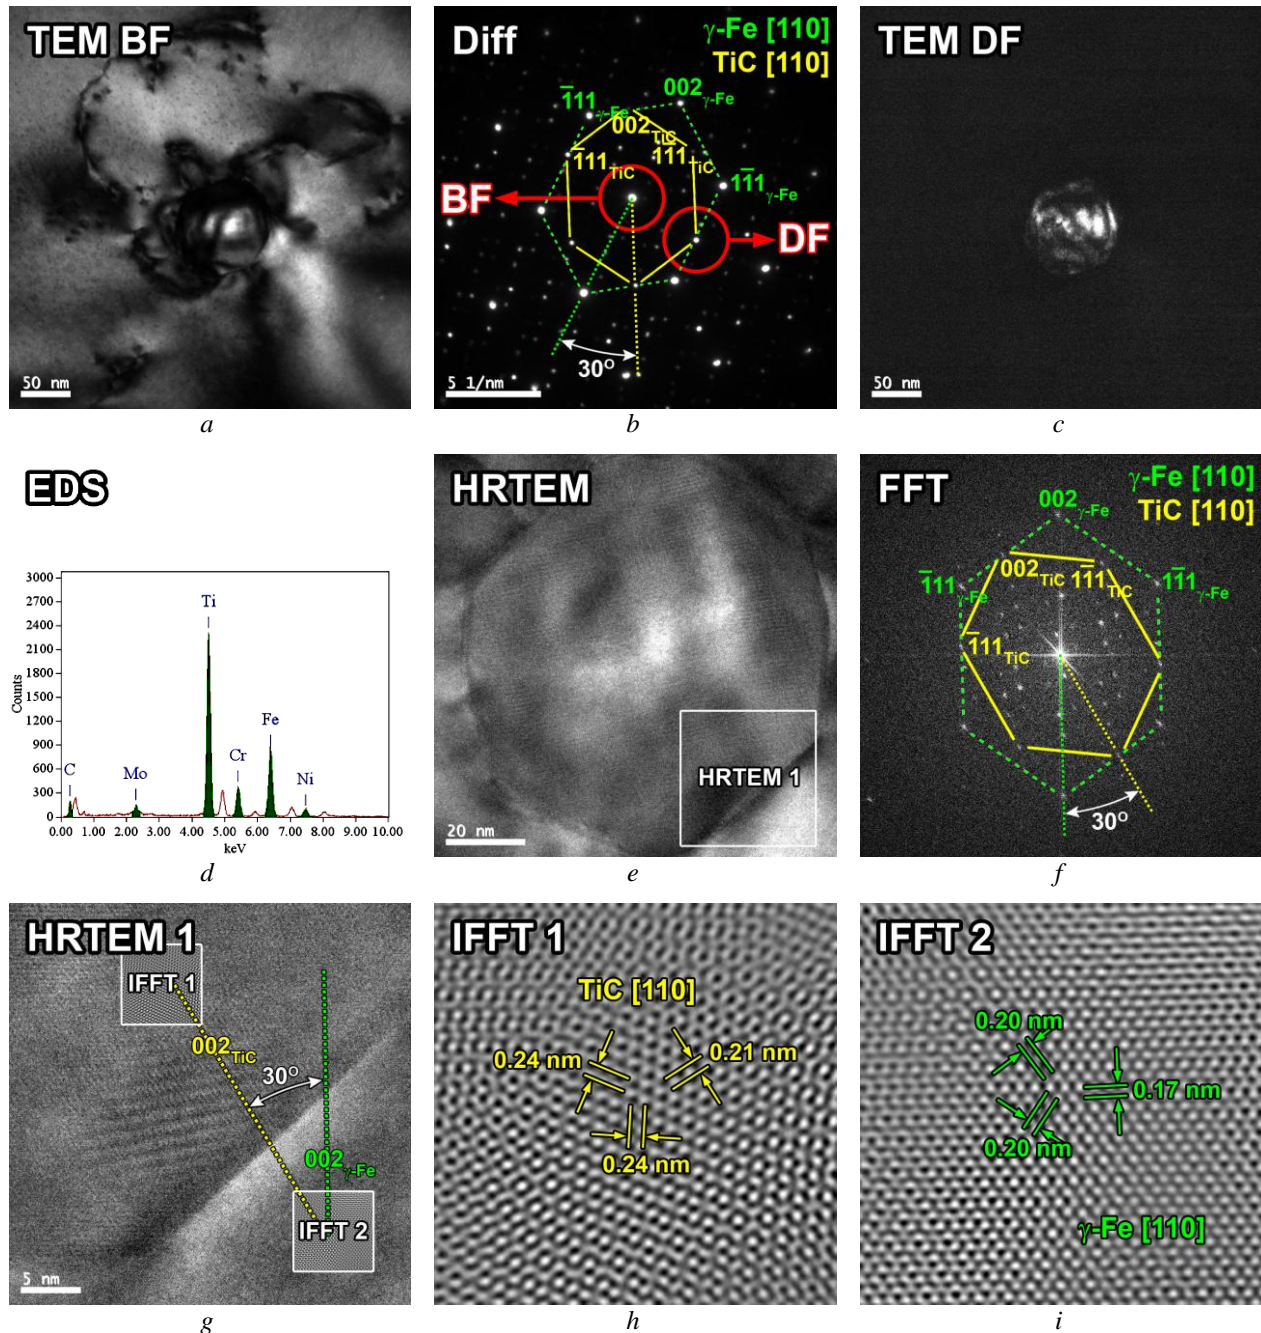 TEM BF
50 nm
a
Diff
γ-Fe [110]
TiC [110]
002γ-Fe
1̅11γ-Fe
002TiC
11̅1TiC
1̅11TiC
11̅1γ-Fe
BF
DF
30°
5 1/nm
b
TEM DF
50 nm
c
EDS
3000
2700
2400
2100
1800
1500
1200
900
600
300
0
Counts
C
Mo
Ti
Cr
Fe
Ni
0.00 1.00 2.00 3.00 4.00 5.00 6.00 7.00 8.00 9.00 10.00
keV
d
HRTEM
HRTEM 1
20 nm
e
FFT
γ-Fe [110]
TiC [110]
002γ-Fe
1̅11γ-Fe
002TiC
11̅1TiC
11̅1γ-Fe
1̅11TiC
30°
f
HRTEM 1
IFFT 1
002TiC
30°
002γ-Fe
IFFT 2
5 nm
g
IFFT 1
TiC [110]
0.24 nm
0.21 nm
0.24 nm
h
IFFT 2
0.20 nm
0.17 nm
0.20 nm
γ-Fe [110]
i